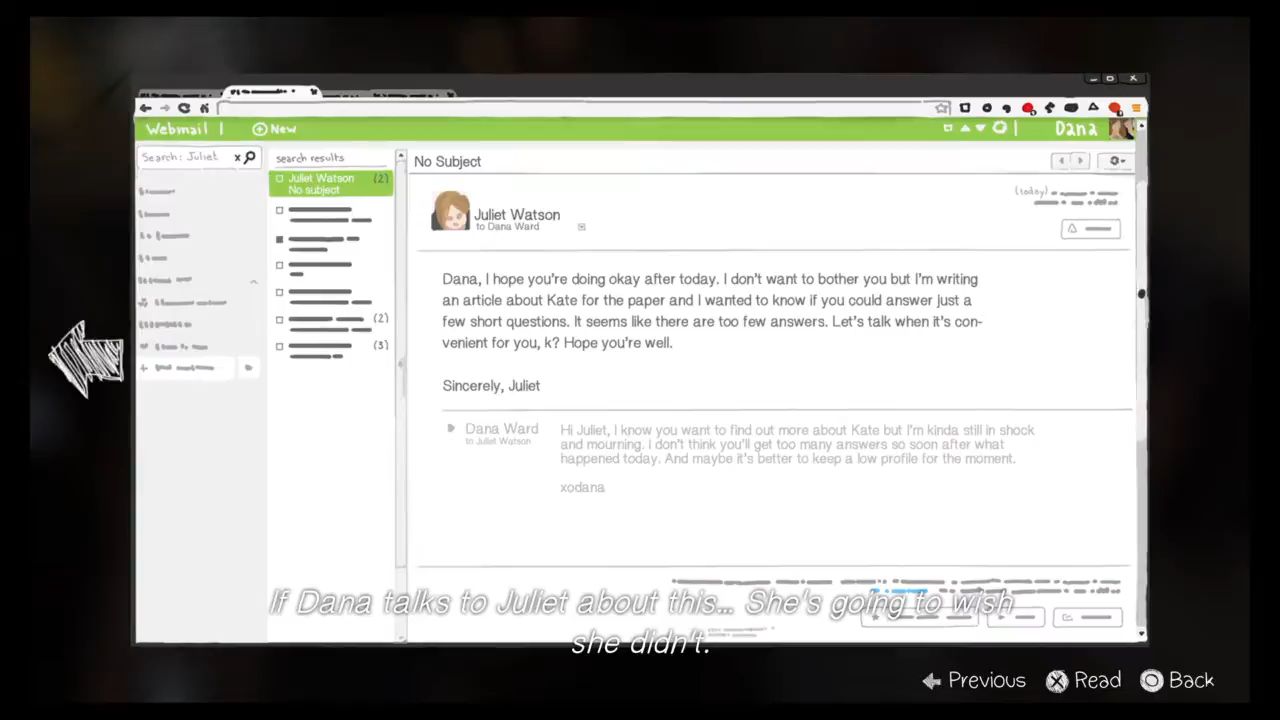 Webmail | New
Dana
Search: Juliet x
search results
Juliet Watson (2)
No subject
(2)
(3)
No Subject
Juliet Watson
to Dana Ward
(today)
Dana, I hope you're doing okay after today. I don't want to bother you but I'm writing
an article about Kate for the paper and I wanted to know if you could answer just a
few short questions. It seems like there are too few answers. Let's talk when it's con-
venient for you, k? Hope you're well.
Sincerely, Juliet
Dana Ward
to Juliet Watson
Hi Juliet, I know you want to find out more about Kate but I'm kinda still in shock
and mourning. I don't think you'll get too many answers so soon after what
happened today. And maybe it's better to keep a low profile for the moment.
xodana
If Dana talks to Juliet about this... She's going to wish
she didn't.
Previous Read Back